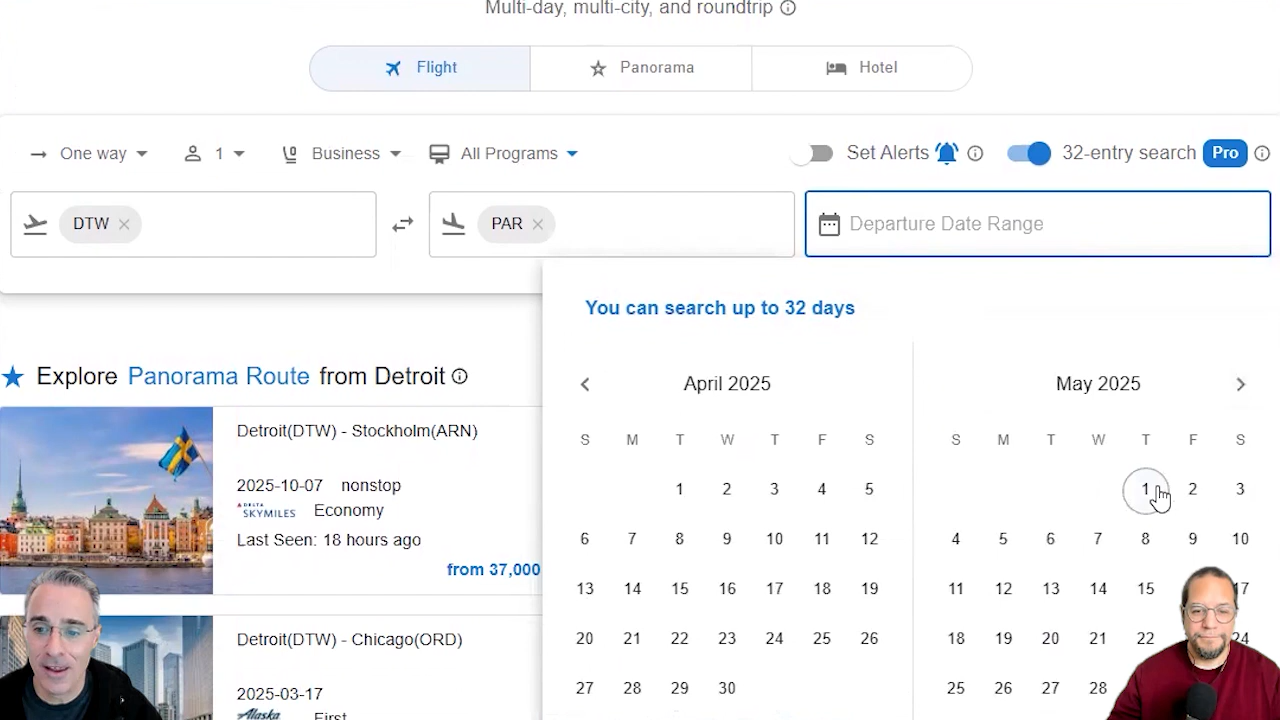 Multi-day, multi-city, and roundtrip
Flight
Panorama
Hotel
One way
1
Business
All Programs
Set Alerts
32-entry search
Pro
DTW
PAR
Departure Date Range
You can search up to 32 days
April 2025
May 2025
S M T W T F S
S M T W T F S
1 2 3 4 5
1 2 3
6 7 8 9 10 11 12
4 5 6 7 8 9 10
13 14 15 16 17 18 19
11 12 13 14 15 17
20 21 22 23 24 25 26
18 19 20 21 22 24
27 28 29 30
25 26 27 28
Explore Panorama Route from Detroit
Detroit(DTW) - Stockholm(ARN)
2025-10-07 nonstop
DELTA
SKYMILES
Economy
Last Seen: 18 hours ago
from 37,000
Detroit(DTW) - Chicago(ORD)
2025-03-17
Alaska First